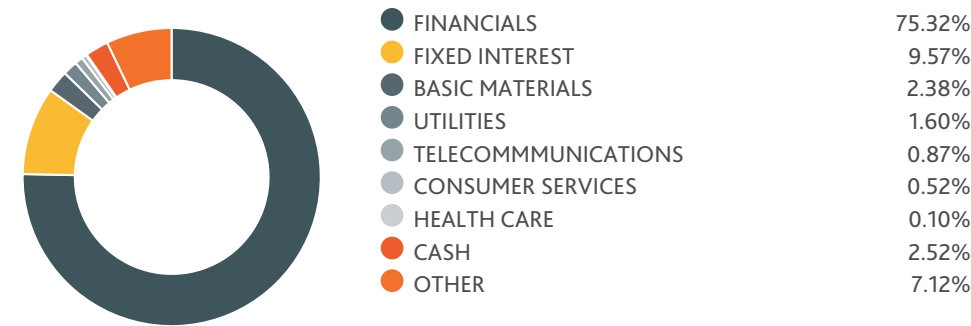 FINANCIALS 75.32%
FIXED INTEREST 9.57%
BASIC MATERIALS 2.38%
UTILITIES 1.60%
TELECOMMMUNICATIONS 0.87%
CONSUMER SERVICES 0.52%
HEALTH CARE 0.10%
CASH 2.52%
OTHER 7.12%